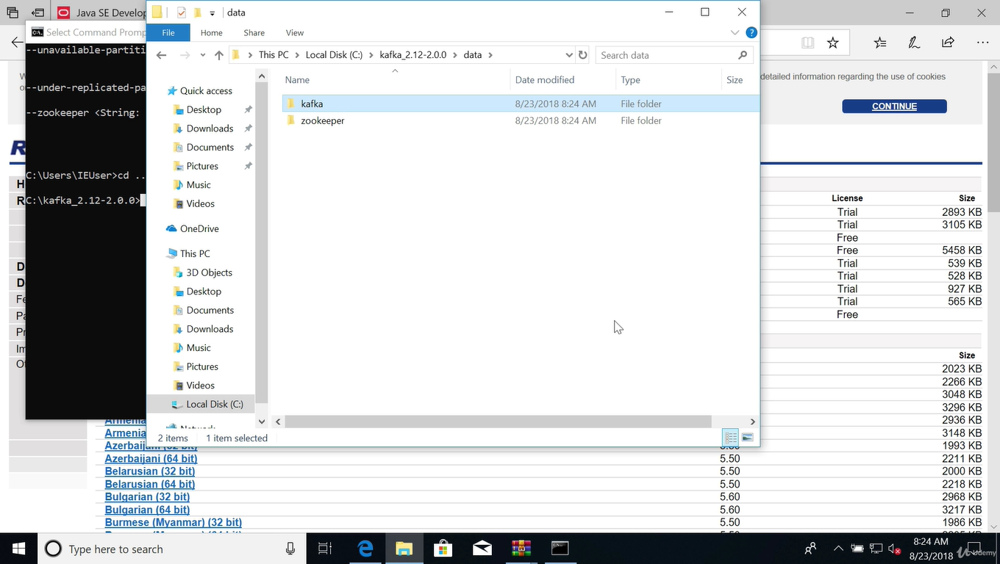 Java SE Develop
data
Select Command Promp
File
Home
Share
View
This PC
Local Disk (C:)
kafka_2.12-2.0.0
data
Search data
Name
Date modified
Type
Size
kafka
8/23/2018 8:24 AM
File folder
zookeeper
8/23/2018 8:24 AM
File folder
Quick access
Desktop
Downloads
Documents
Pictures
Music
Videos
OneDrive
This PC
3D Objects
Desktop
Documents
Downloads
Music
Pictures
Videos
Local Disk (C:)
Network
2 items
1 item selected
--unavailable-partiti
--under-replicated-pa
--zookeeper <String:
C:\Users\IEUser>cd ..
C:\kafka_2.12-2.0.0>
detailed information regarding the use of cookies
CONTINUE
License Size
Trial 2893 KB
Trial 3105 KB
Free
Free 5458 KB
Trial 539 KB
Trial 528 KB
Trial 927 KB
Trial 565 KB
Free
Size
2023 KB
2266 KB
3048 KB
3296 KB
Armenia 2936 KB
Armenia 3148 KB
Azerbaijani (32 bit) 5.50 1993 KB
Azerbaijani (64 bit) 5.50 2211 KB
Belarusian (32 bit) 5.50 2000 KB
Belarusian (64 bit) 5.50 2218 KB
Bulgarian (32 bit) 5.60 2968 KB
Bulgarian (64 bit) 5.60 3217 KB
Burmese (Myanmar) (32 bit) 5.50 1986 KB
Type here to search
8:24 AM
8/23/2018
Udemy